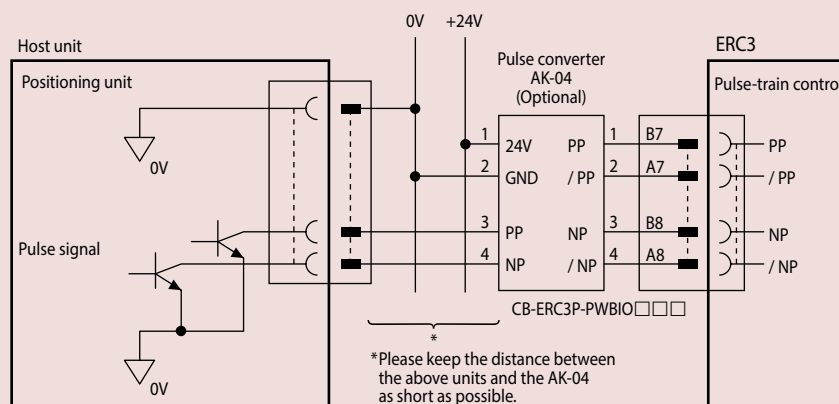 0V +24V
Host unit
ERC3
Positioning unit
Pulse converter
AK-04
(Optional)
Pulse-train control
0V
1 24V PP 1 B7 PP
2 GND / PP 2 A7 / PP
Pulse signal
3 PP NP 3 B8 NP
4 NP / NP 4 A8 / NP
CB-ERC3P-PWBIO□□□
*
0V
*Please keep the distance between
the above units and the AK-04
as short as possible.